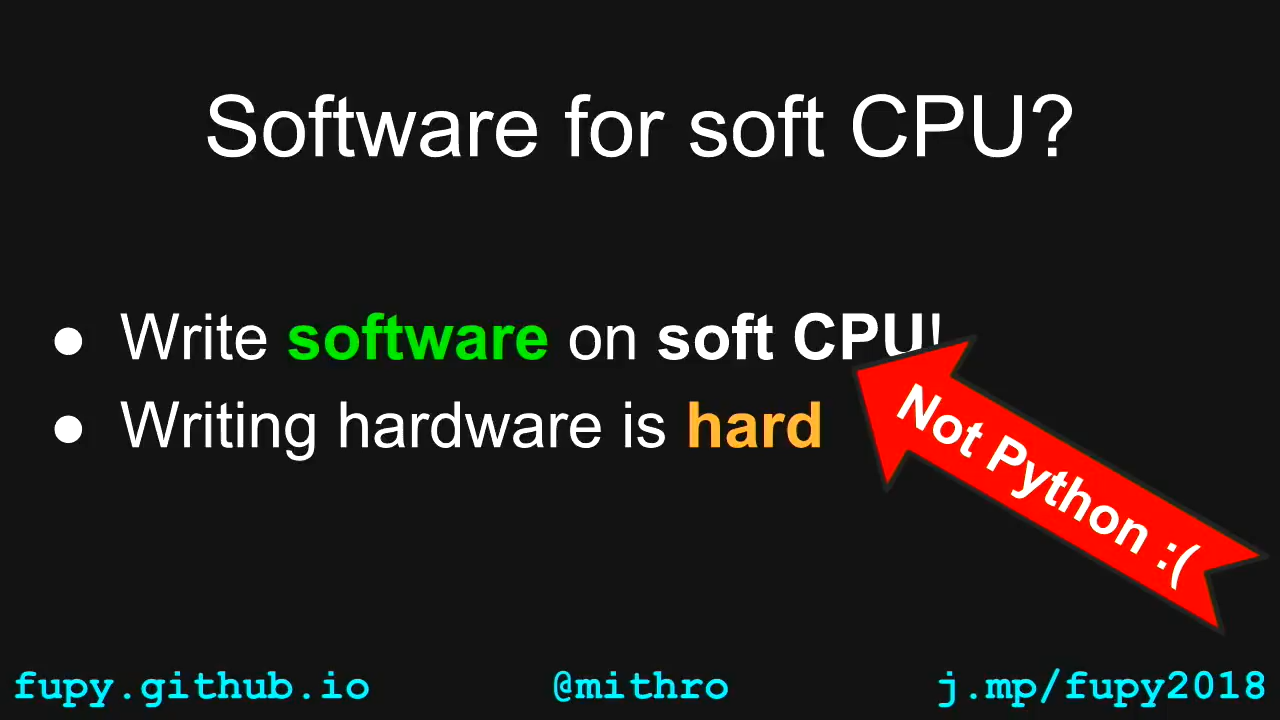 Software for soft CPU?
● Write software on soft CPU!
● Writing hardware is hard
Not Python :(
fupy.github.io
@mithro
j.mp/fupy2018